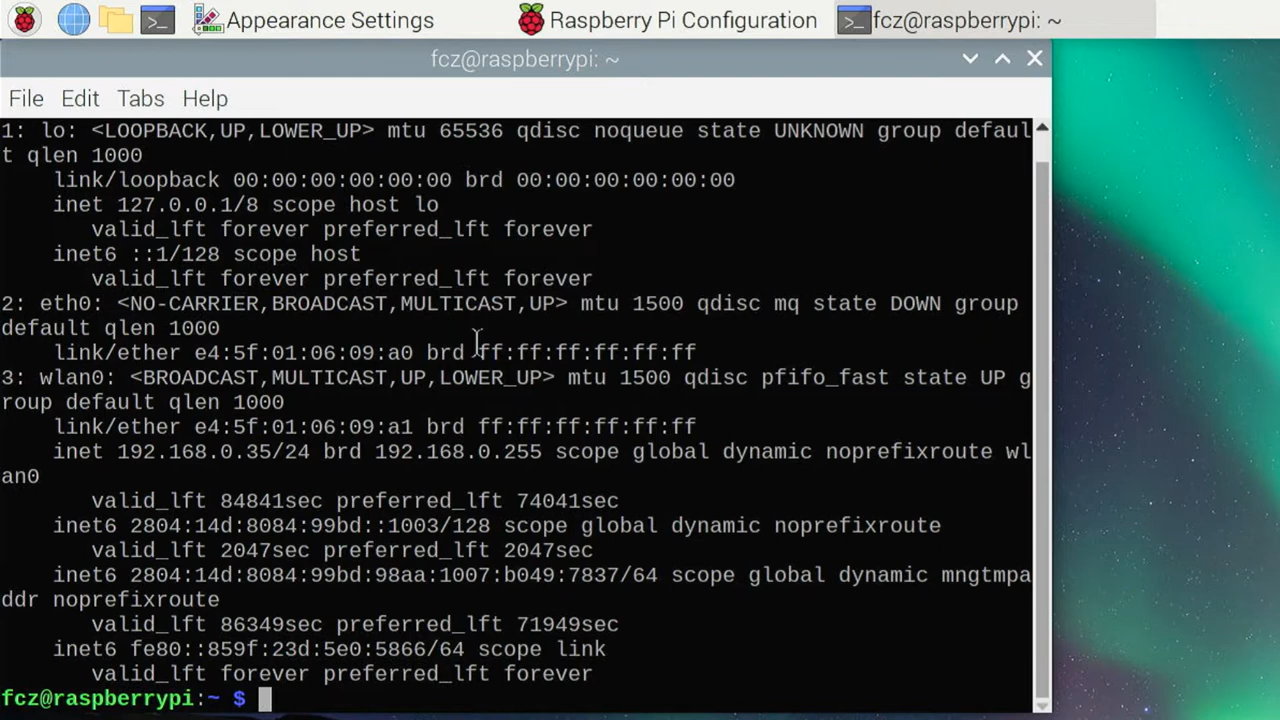 Appearance Settings Raspberry Pi Configuration fcz@raspberrypi: ~
fcz@raspberrypi: ~
File Edit Tabs Help
1: lo: <LOOPBACK,UP,LOWER_UP> mtu 65536 qdisc noqueue state UNKNOWN group defaul
t qlen 1000
    link/loopback 00:00:00:00:00:00 brd 00:00:00:00:00:00
    inet 127.0.0.1/8 scope host lo
       valid_lft forever preferred_lft forever
    inet6 ::1/128 scope host
       valid_lft forever preferred_lft forever
2: eth0: <NO-CARRIER,BROADCAST,MULTICAST,UP> mtu 1500 qdisc mq state DOWN group
default qlen 1000
    link/ether e4:5f:01:06:09:a0 brd ff:ff:ff:ff:ff:ff
3: wlan0: <BROADCAST,MULTICAST,UP,LOWER_UP> mtu 1500 qdisc pfifo_fast state UP g
roup default qlen 1000
    link/ether e4:5f:01:06:09:a1 brd ff:ff:ff:ff:ff:ff
    inet 192.168.0.35/24 brd 192.168.0.255 scope global dynamic noprefixroute wl
an0
       valid_lft 84841sec preferred_lft 74041sec
    inet6 2804:14d:8084:99bd::1003/128 scope global dynamic noprefixroute
       valid_lft 2047sec preferred_lft 2047sec
    inet6 2804:14d:8084:99bd:98aa:1007:b049:7837/64 scope global dynamic mngtmpa
ddr noprefixroute
       valid_lft 86349sec preferred_lft 71949sec
    inet6 fe80::859f:23d:5e0:5866/64 scope link
       valid_lft forever preferred_lft forever
fcz@raspberrypi:~ $